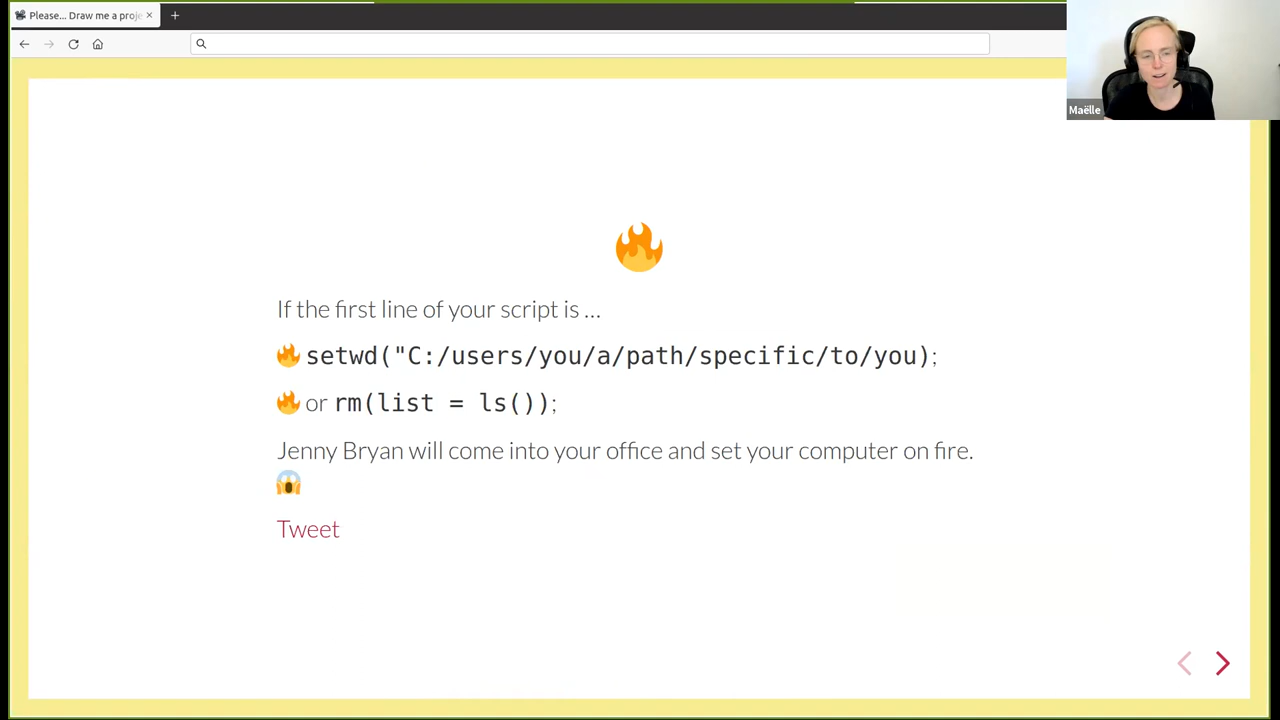 Please... Draw me a proje
Maëlle
If the first line of your script is ...
setwd("C:/users/you/a/path/specific/to/you);
or rm(list = ls());
Jenny Bryan will come into your office and set your computer on fire.
Tweet